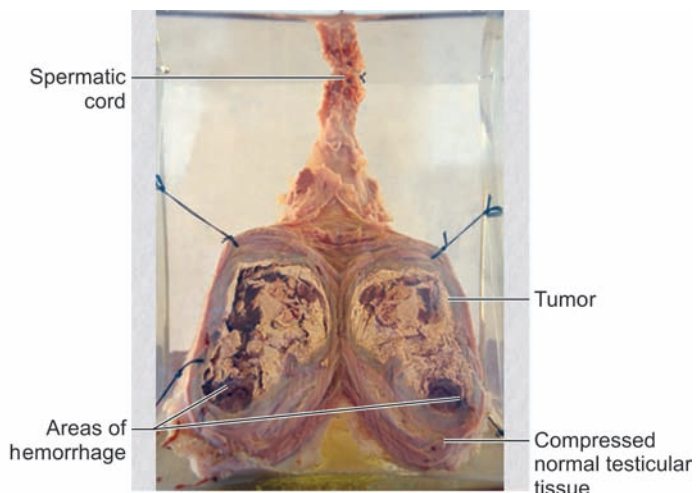 Spermatic
cord
Tumor
Areas of
hemorrhage
Compressed
normal testicular
tissue